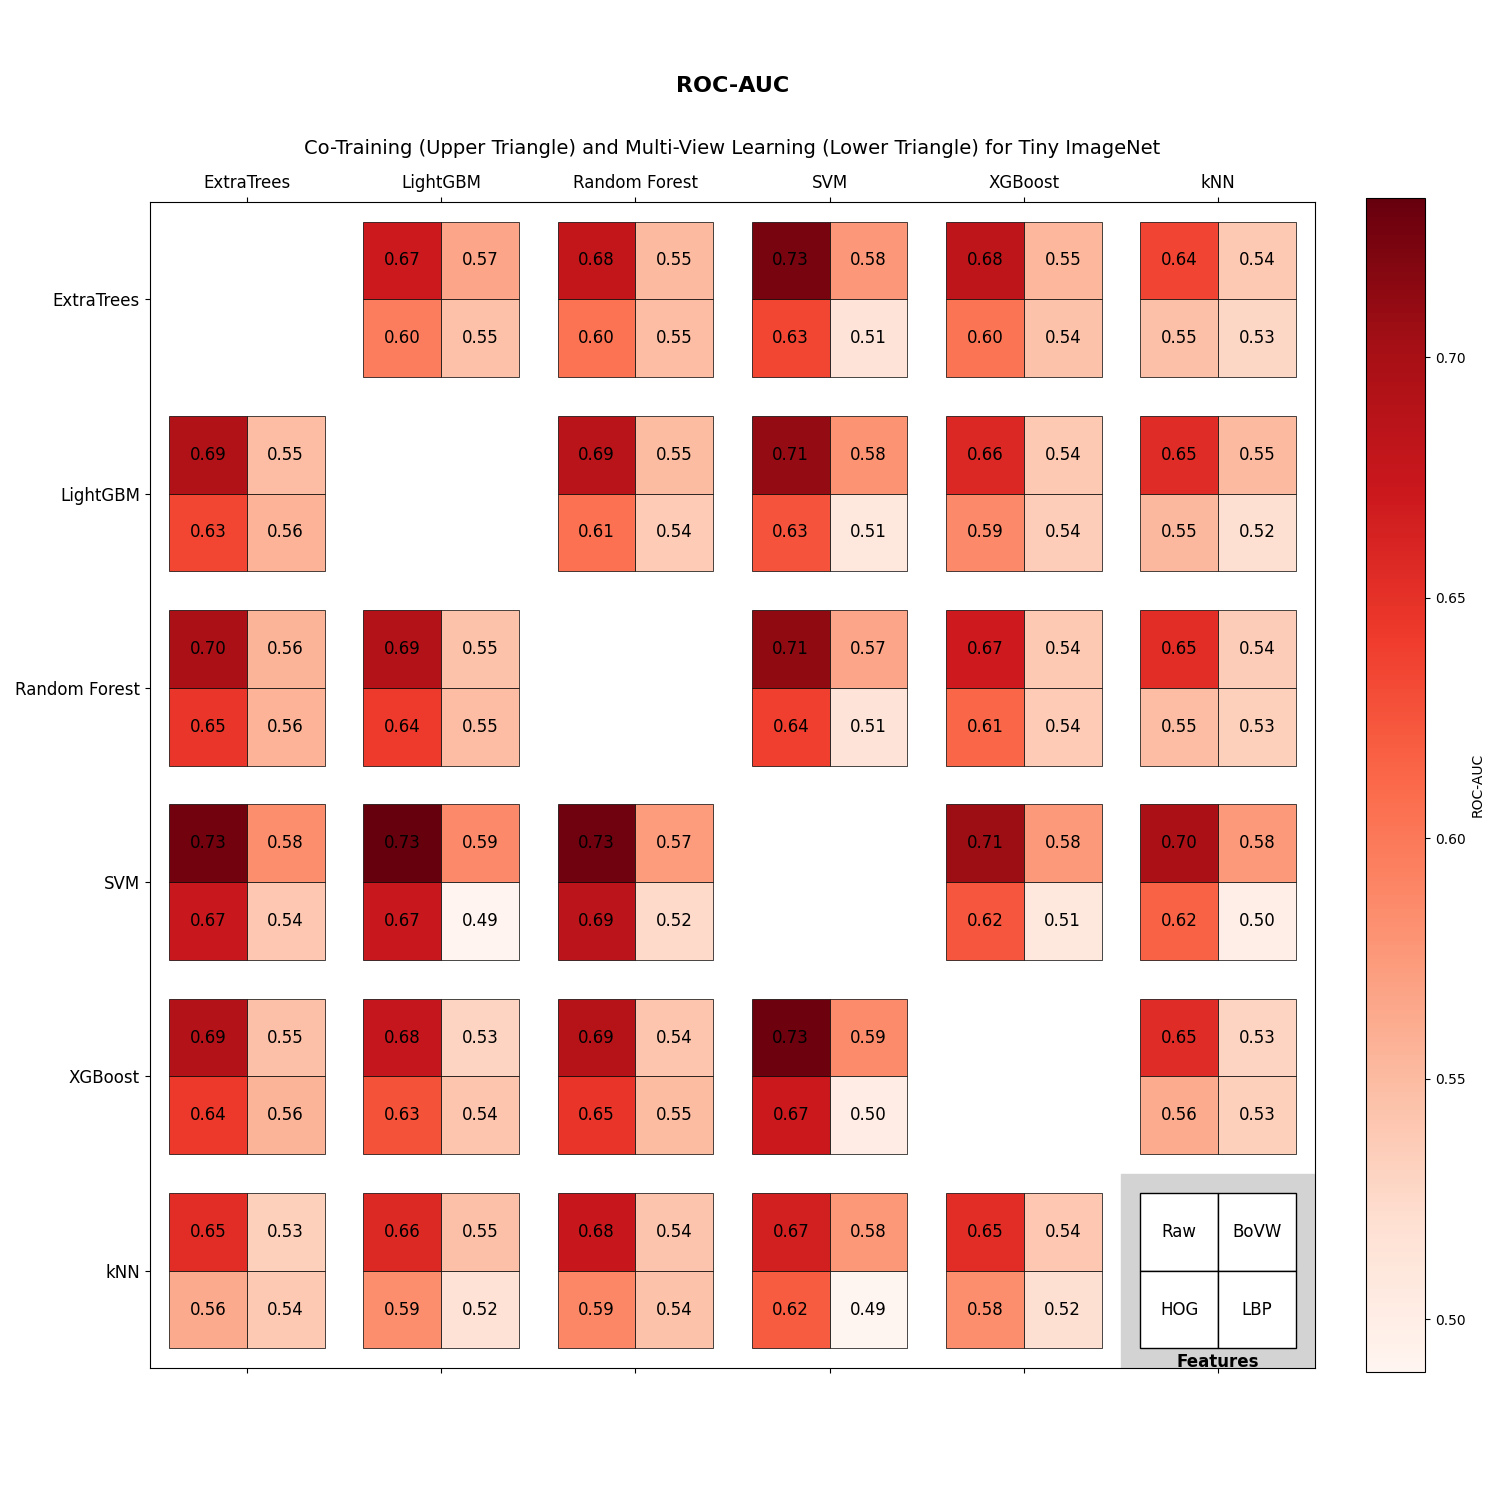 ROC-AUC
Co-Training (Upper Triangle) and Multi-View Learning (Lower Triangle) for Tiny ImageNet
ExtraTrees LightGBM Random Forest SVM XGBoost kNN
0.67 0.57 0.68 0.55 0.73 0.58 0.68 0.55 0.64 0.54
ExtraTrees
0.60 0.55 0.60 0.55 0.63 0.51 0.60 0.54 0.55 0.53
0.69 0.55 0.69 0.55 0.71 0.58 0.66 0.54 0.65 0.55
LightGBM
0.63 0.56 0.61 0.54 0.63 0.51 0.59 0.54 0.55 0.52
0.70 0.56 0.69 0.55 0.71 0.57 0.67 0.54 0.65 0.54
Random Forest
0.65 0.56 0.64 0.55 0.64 0.51 0.61 0.54 0.55 0.53
0.73 0.58 0.73 0.59 0.73 0.57 0.71 0.58 0.70 0.58
SVM
0.67 0.54 0.67 0.49 0.69 0.52 0.62 0.51 0.62 0.50
0.69 0.55 0.68 0.53 0.69 0.54 0.73 0.59 0.65 0.53
XGBoost
0.64 0.56 0.63 0.54 0.65 0.55 0.67 0.50 0.56 0.53
0.65 0.53 0.66 0.55 0.68 0.54 0.67 0.58 0.65 0.54 Raw BoVW
kNN
0.56 0.54 0.59 0.52 0.59 0.54 0.62 0.49 0.58 0.52 HOG LBP
Features
0.70
0.65
0.60
0.55
0.50
ROC-AUC